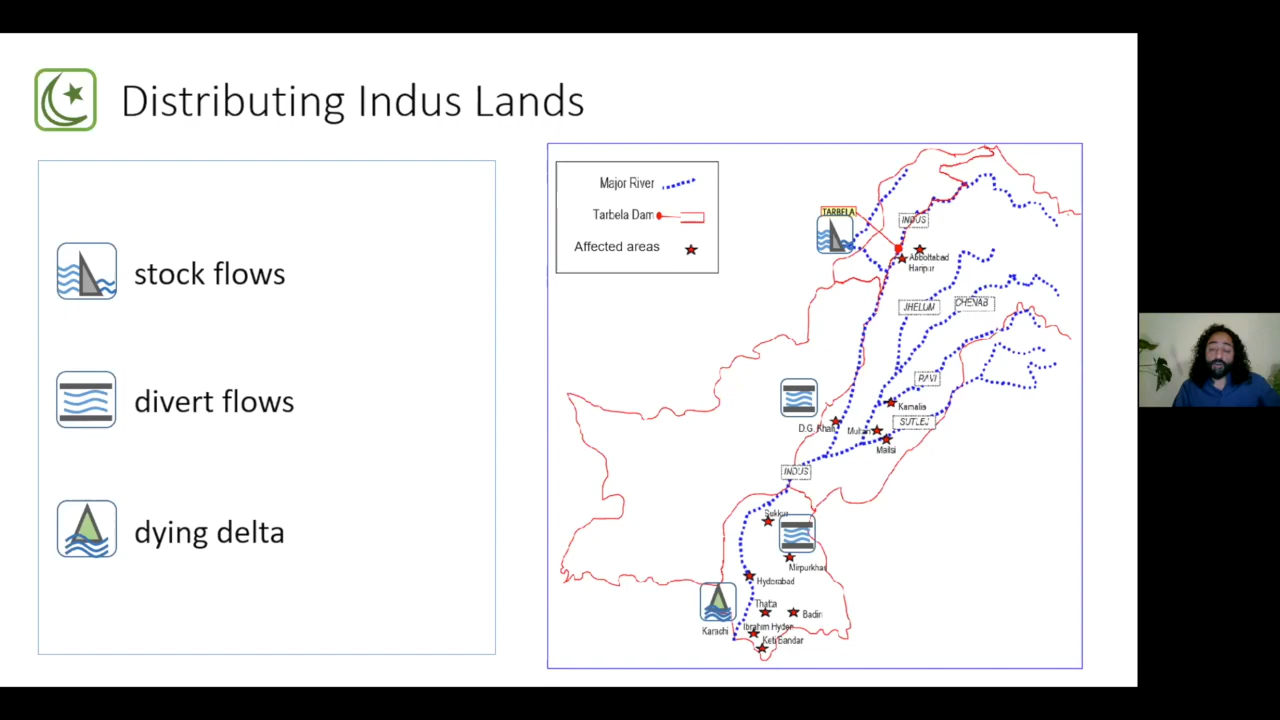 Distributing Indus Lands
stock flows
divert flows
dying delta
Major River
Tarbela Dam
Affected areas
TARBELA
INDUS
Abbottabad
Haripur
JHELUM
CHENAB
RAVI
Kamalia
SUTLEJ
D.G. Khan
Multan
Mailsi
INDUS
Sukkur
Mirpurkhas
Hyderabad
Thatta
Badin
Karachi
Ibrahim Hyderi
Keti Bandar